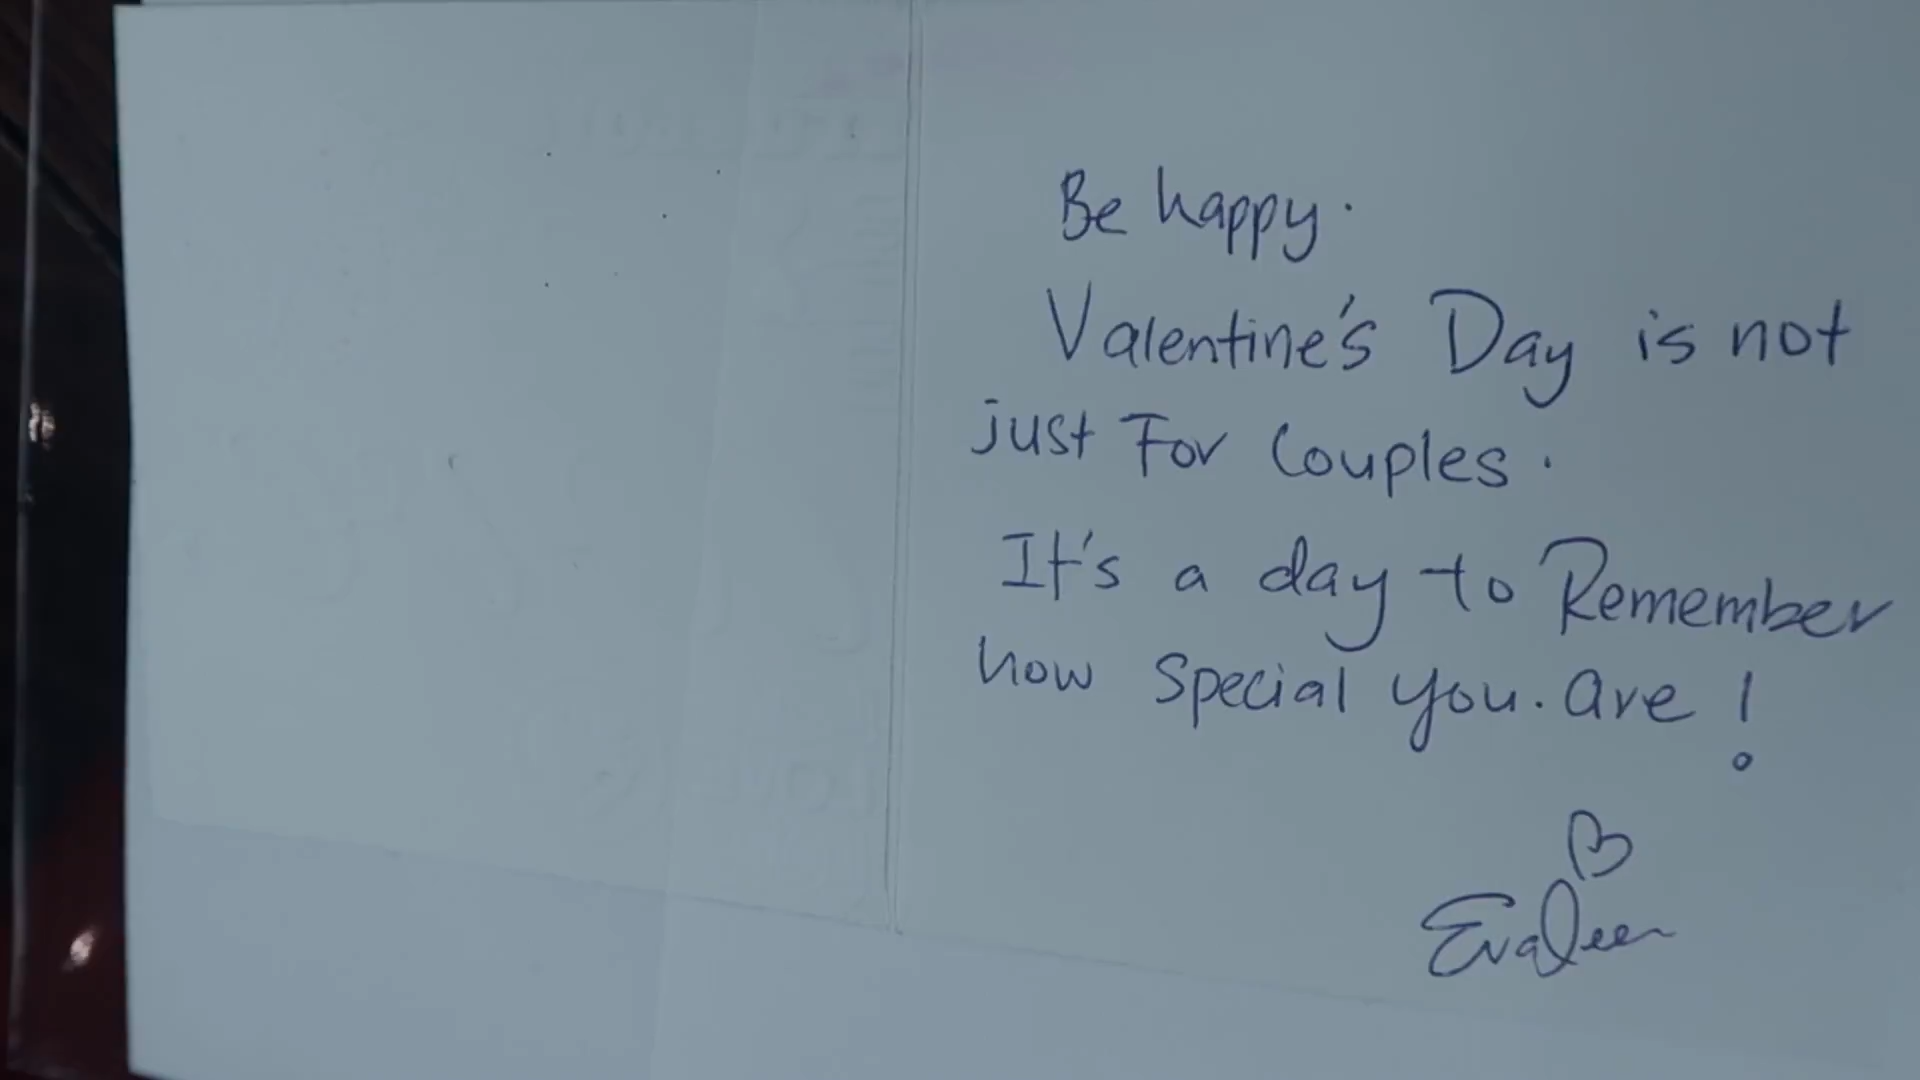 Be happy.
Valentine's Day is not
just For Couples.
It's a day to Remember
how Special you. are!
Evaleen